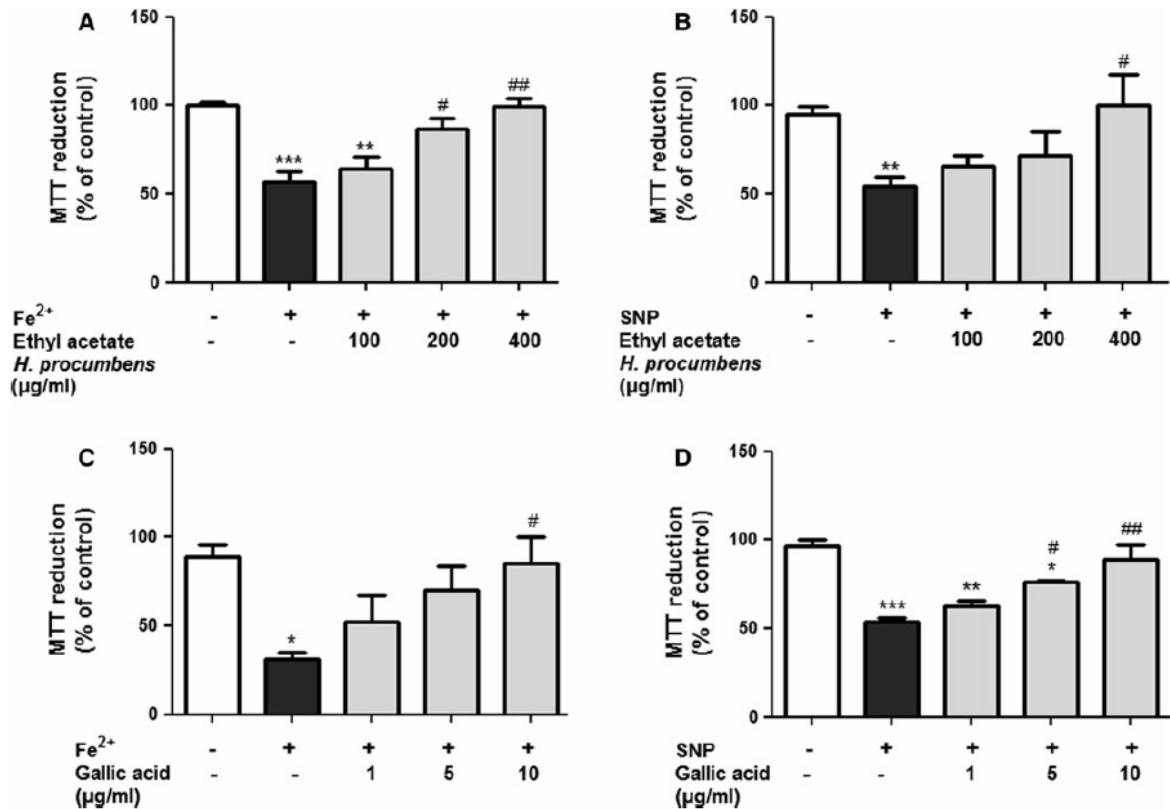 A
MTT reduction
(% of control)
150
100
50
0
***
**
#
##
Fe2+ - + + + +
Ethyl acetate - - 100 200 400
H. procumbens
(µg/ml)
B
MTT reduction
(% of control)
150
100
50
0
**
#
SNP - + + + +
Ethyl acetate - - 100 200 400
H. procumbens
(µg/ml)
C
MTT reduction
(% of control)
150
100
50
0
*
#
Fe2+ - + + + +
Gallic acid - - 1 5 10
(µg/ml)
D
MTT reduction
(% of control)
150
100
50
0
***
**
#
*
##
SNP - + + + +
Gallic acid - - 1 5 10
(µg/ml)